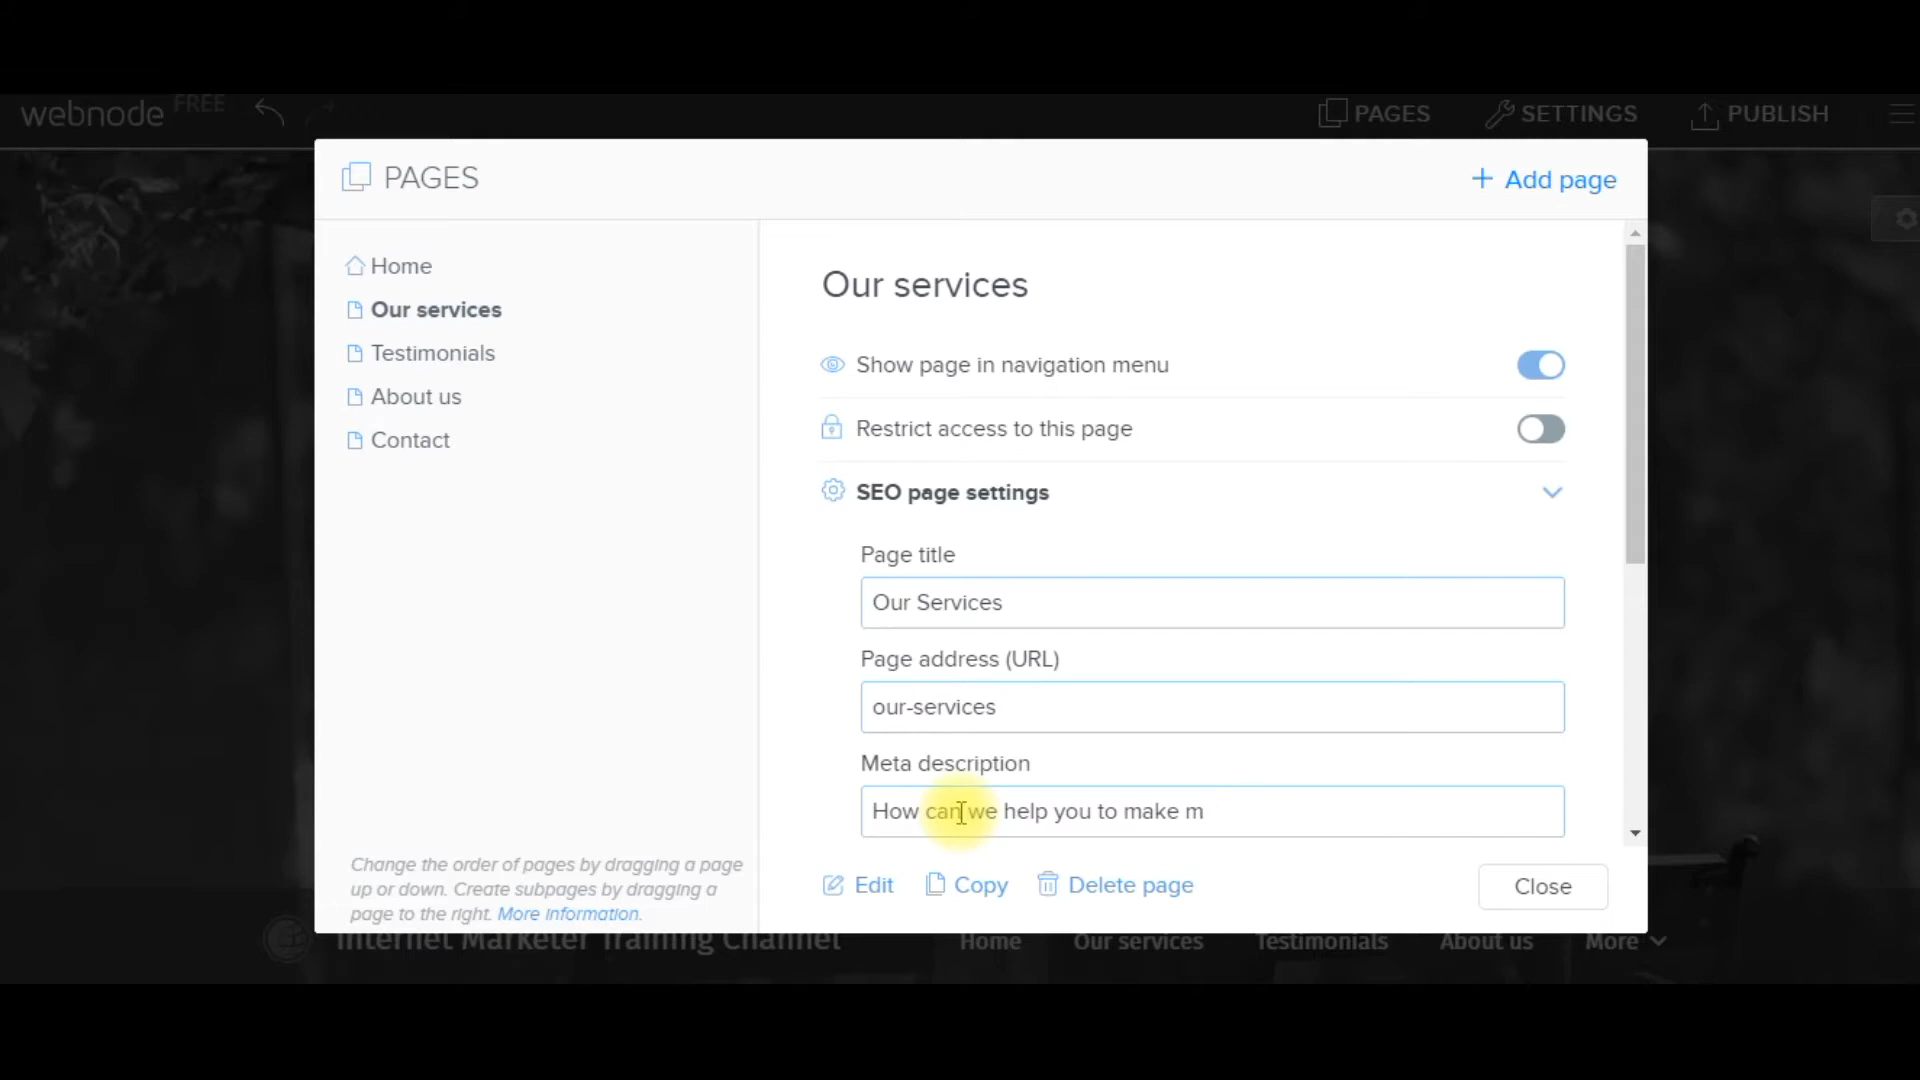 webnode FREE
PAGES
SETTINGS
PUBLISH
PAGES
+ Add page
Home
Our services
Testimonials
About us
Contact
Our services
Show page in navigation menu
Restrict access to this page
SEO page settings
Page title
Our Services
Page address (URL)
our-services
Meta description
How can we help you to make m
Change the order of pages by dragging a page
up or down. Create subpages by dragging a
page to the right. More information.
Edit
Copy
Delete page
Close
Internet Marketer Training Channel
Home
Our services
Testimonials
About us
More